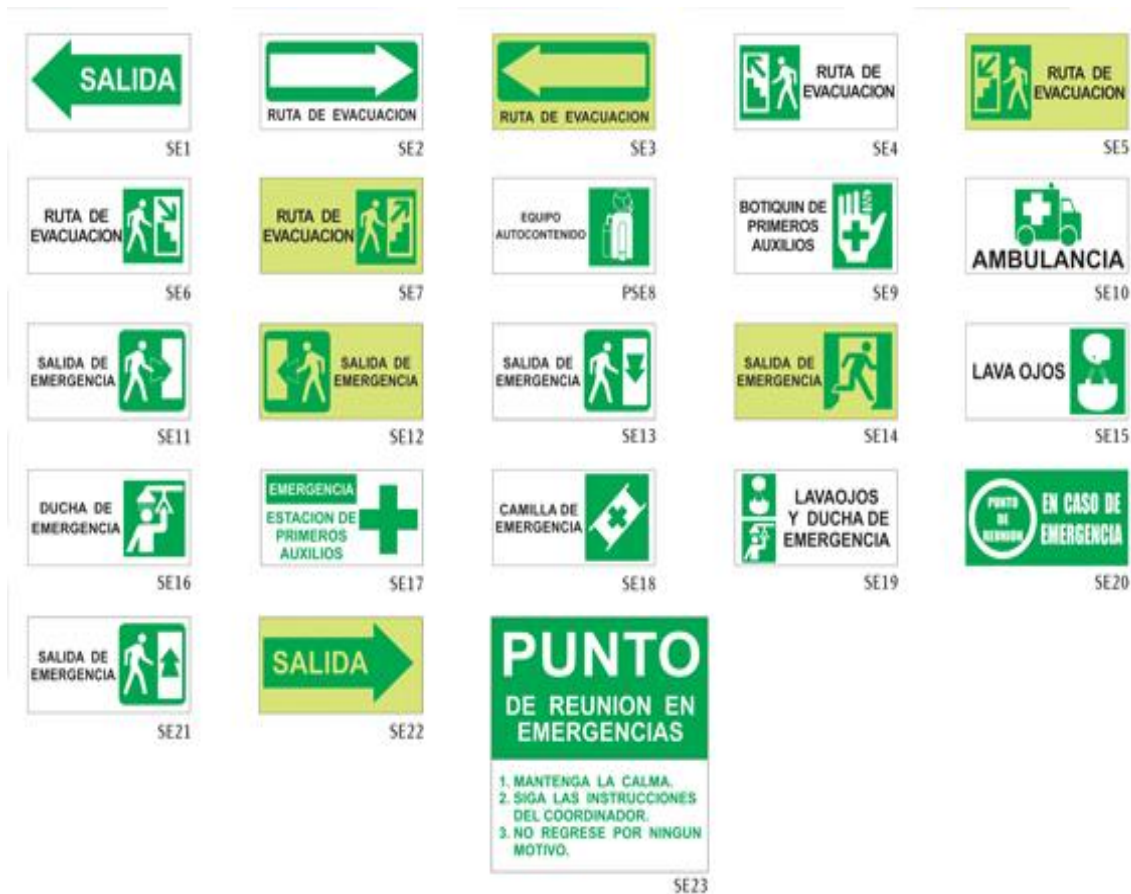 SALIDA
SE1
RUTA DE EVACUACION
SE2
RUTA DE EVACUACION
SE3
RUTA DE
EVACUACION
SE4
RUTA DE
EVACUACION
SE5
RUTA DE
EVACUACION
SE6
RUTA DE
EVACUACION
SE7
EQUIPO
AUTOCONTENIDO
PSE8
BOTIQUIN DE
PRIMEROS
AUXILIOS
SE9
AMBULANCIA
SE10
SALIDA DE
EMERGENCIA
SE11
SALIDA DE
EMERGENCIA
SE12
SALIDA DE
EMERGENCIA
SE13
SALIDA DE
EMERGENCIA
SE14
LAVA OJOS
SE15
DUCHA DE
EMERGENCIA
SE16
EMERGENCIA
ESTACION DE
PRIMEROS
AUXILIOS
SE17
CAMILLA DE
EMERGENCIA
SE18
LAVAOJOS
Y DUCHA DE
EMERGENCIA
SE19
PUNTO
DE
REUNION
EN CASO DE
EMERGENCIA
SE20
SALIDA DE
EMERGENCIA
SE21
SALIDA
SE22
PUNTO
DE REUNION EN
EMERGENCIAS
1. MANTENGA LA CALMA.
2. SIGA LAS INSTRUCCIONES
DEL COORDINADOR.
3. NO REGRESE POR NINGUN
MOTIVO.
SE23